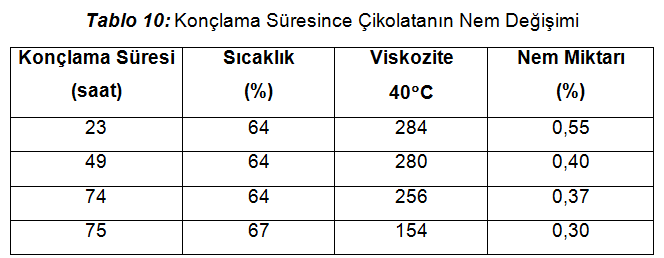 Tablo 10: Konçlama Süresince Çikolatanın Nem Değişimi
Konçlama Süresi (saat) Sıcaklık (%) Viskozite 40°C Nem Miktarı (%)
23 64 284 0,55
49 64 280 0,40
74 64 256 0,37
75 67 154 0,30